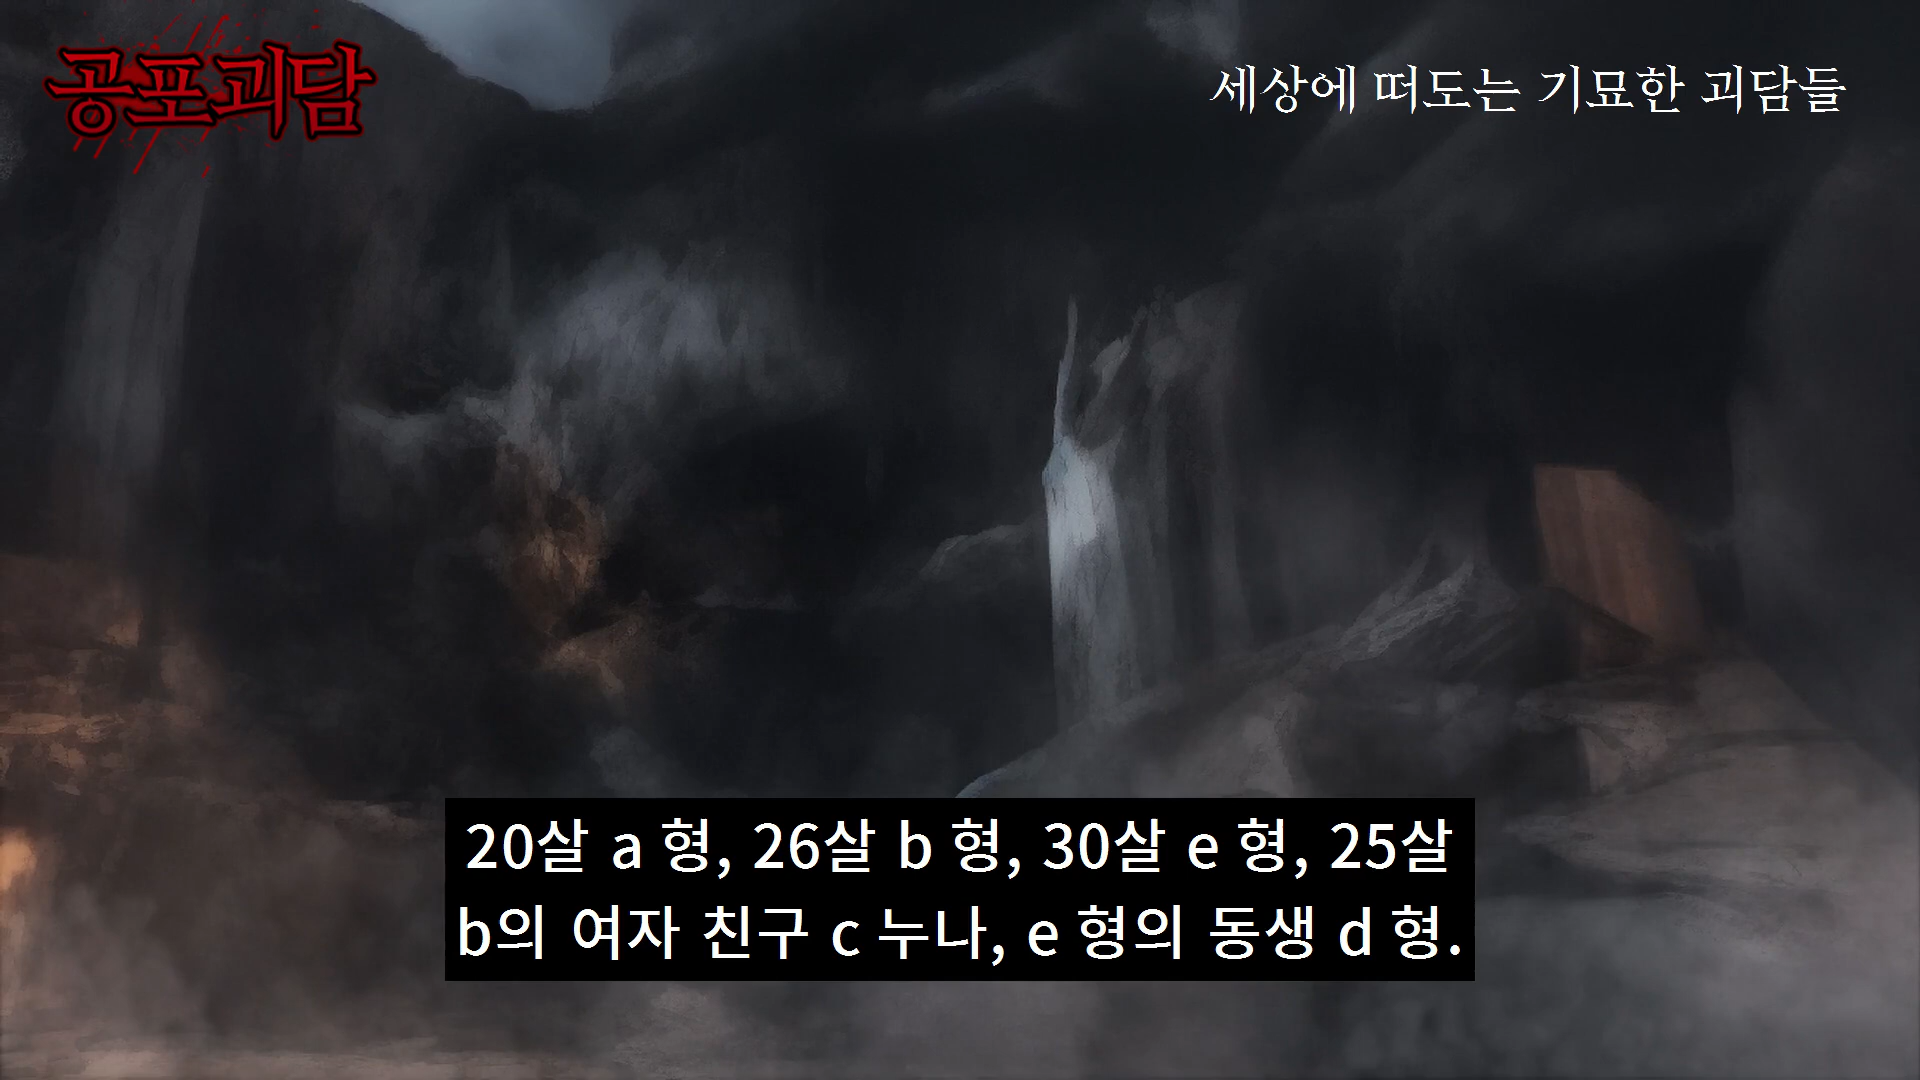 공포괴담
세상에 떠도는 기묘한 괴담들
20살 a 형, 26살 b 형, 30살 e 형, 25살
b의 여자 친구 c 누나, e 형의 동생 d 형.